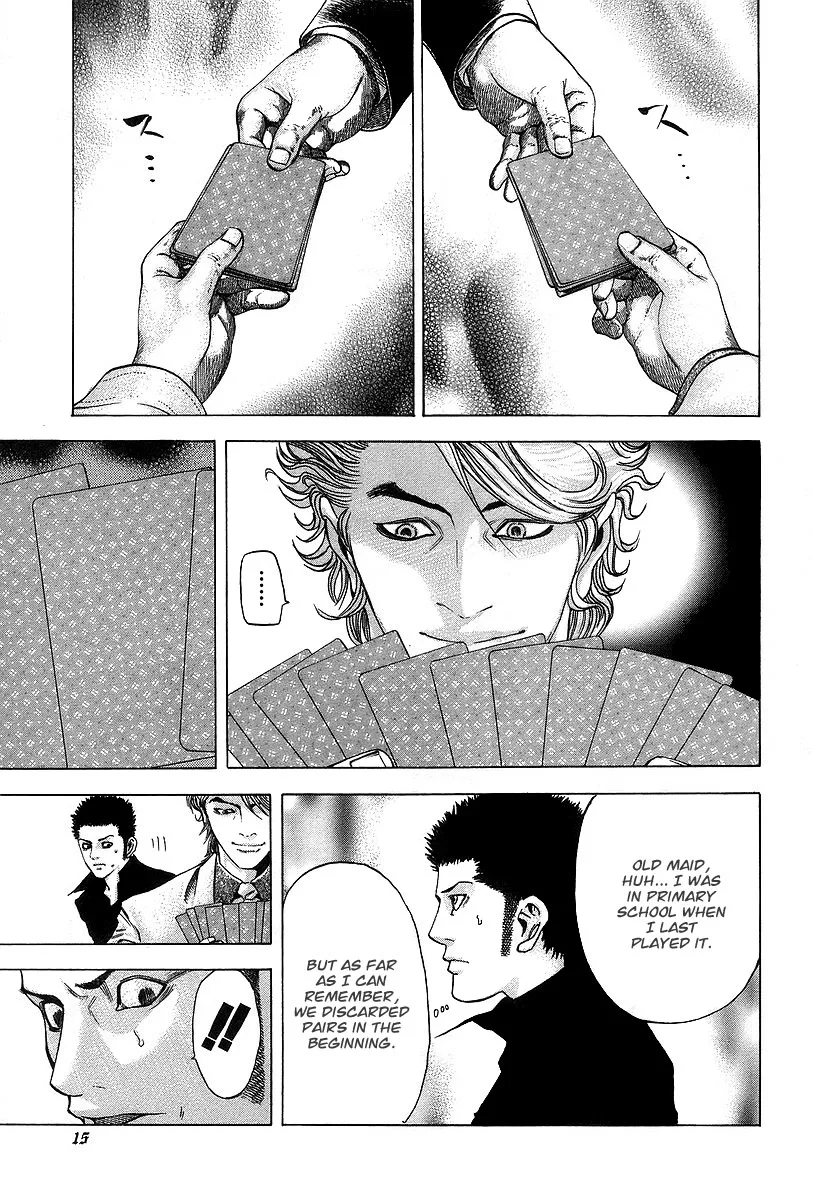 ス…
ス…
……
OLD MAID,
HUH... I WAS
IN PRIMARY
SCHOOL WHEN
I LAST
PLAYED IT.
BUT AS FAR
AS I CAN
REMEMBER,
WE DISCARDED
PAIRS IN THE
BEGINNING.
!!
15